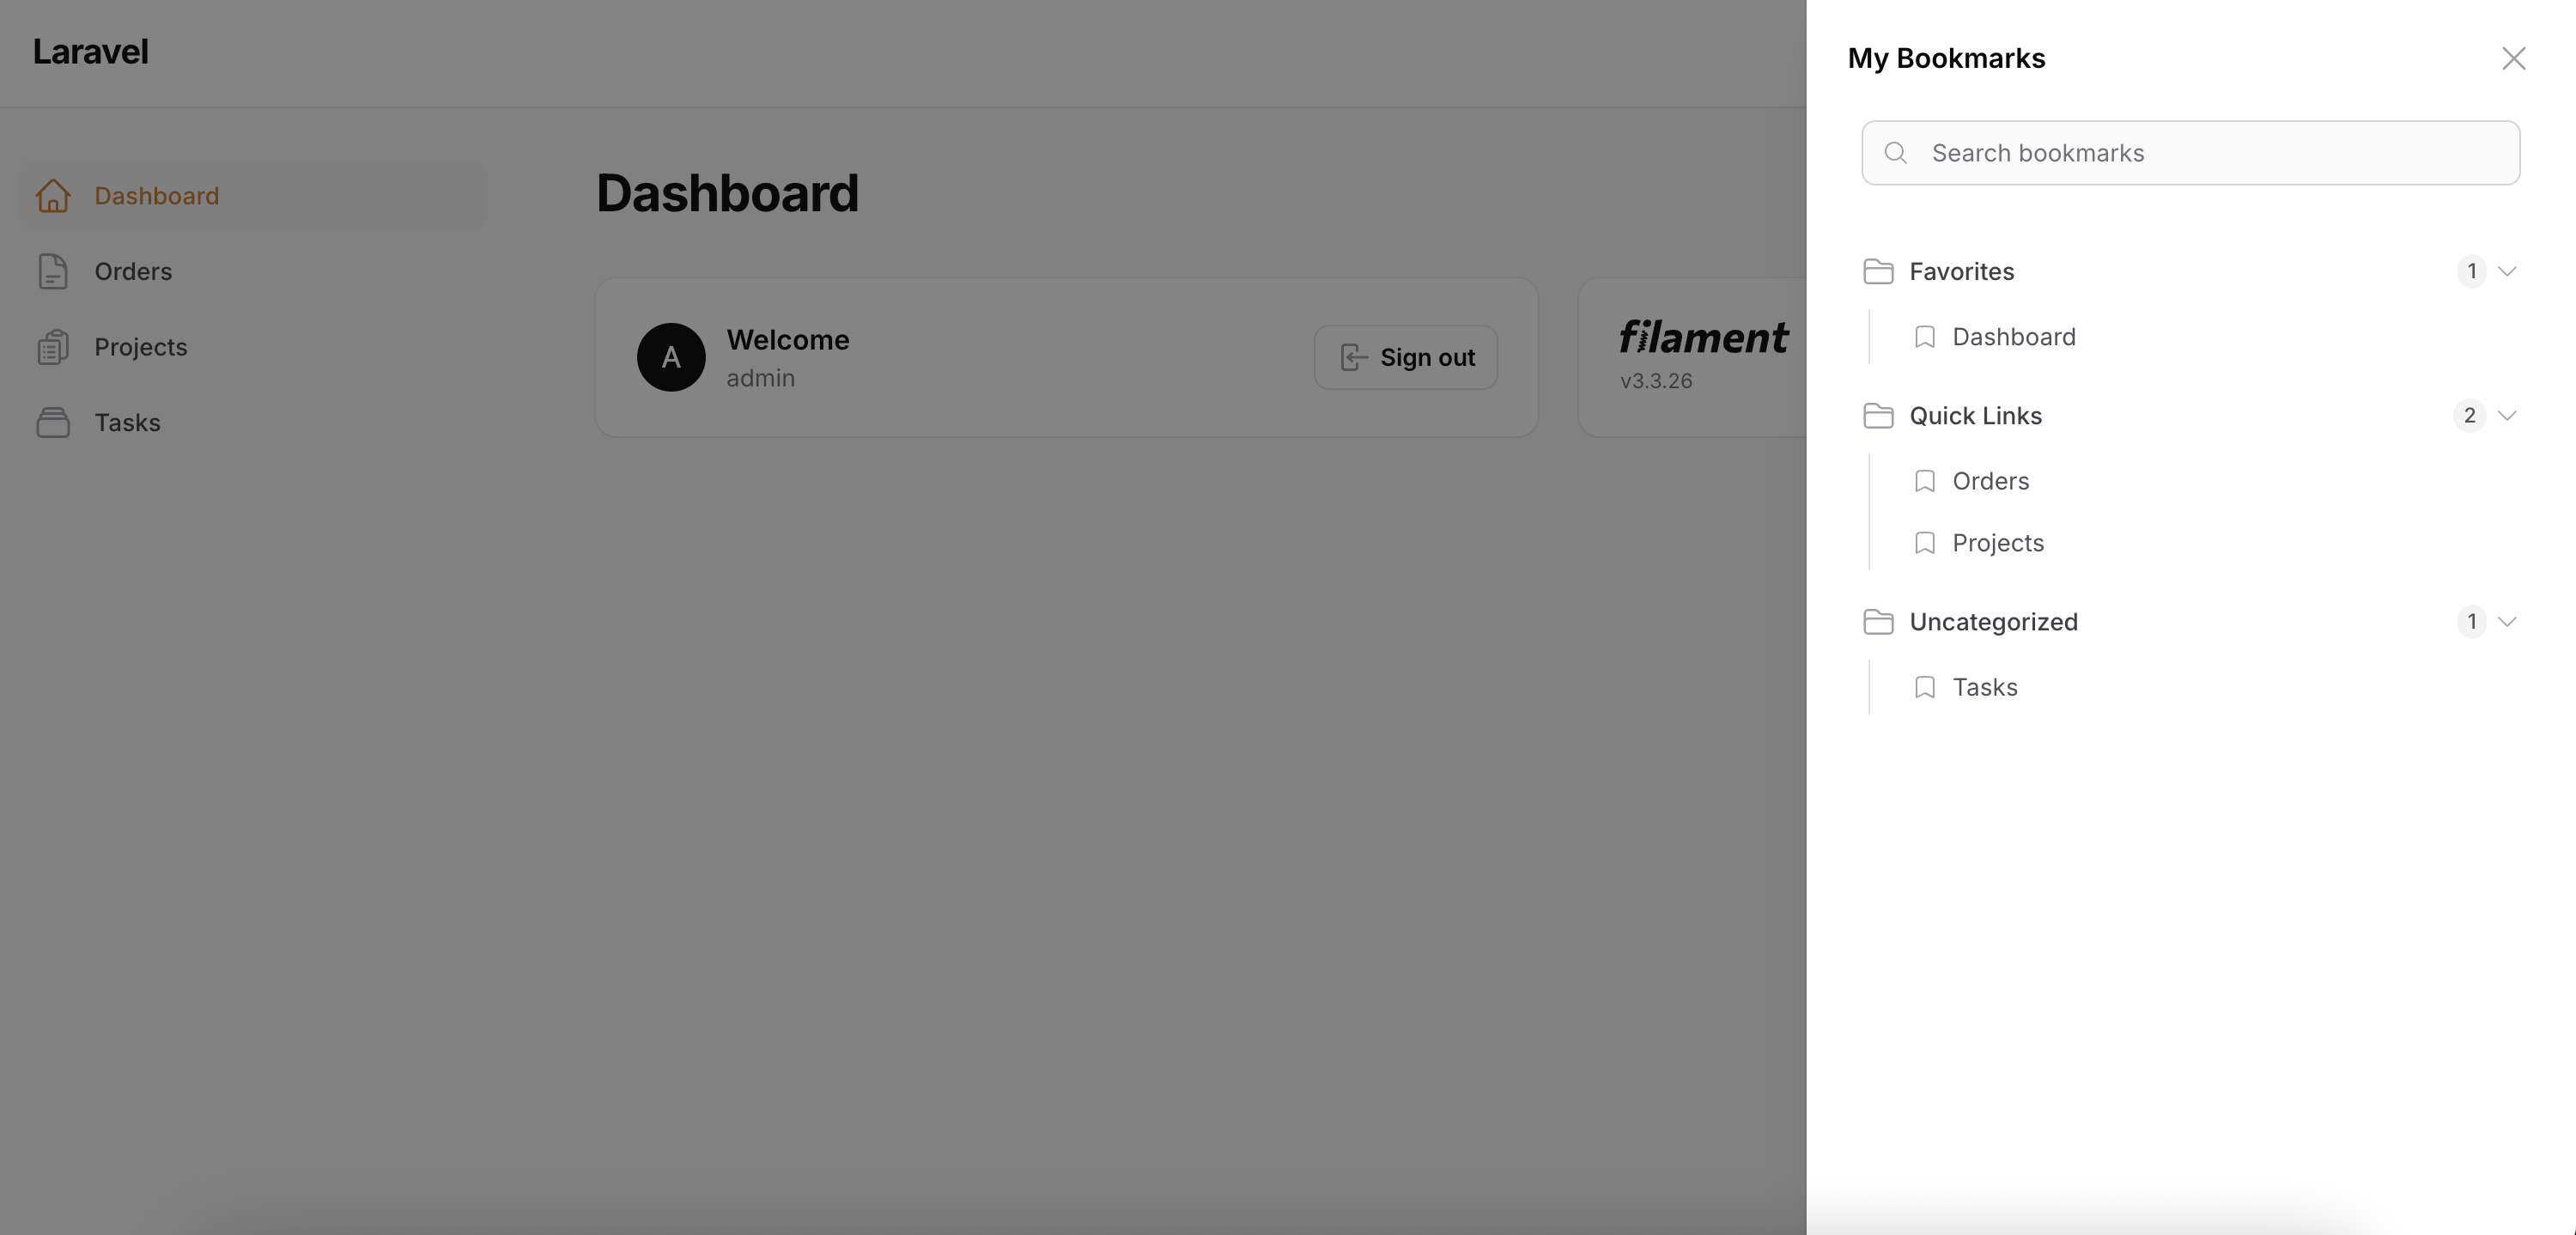 Laravel
Dashboard
Orders
Projects
Tasks
Dashboard
A
Welcome
admin
Sign out
filament
v3.3.26
My Bookmarks
Search bookmarks
Favorites 1
Dashboard
Quick Links 2
Orders
Projects
Uncategorized 1
Tasks